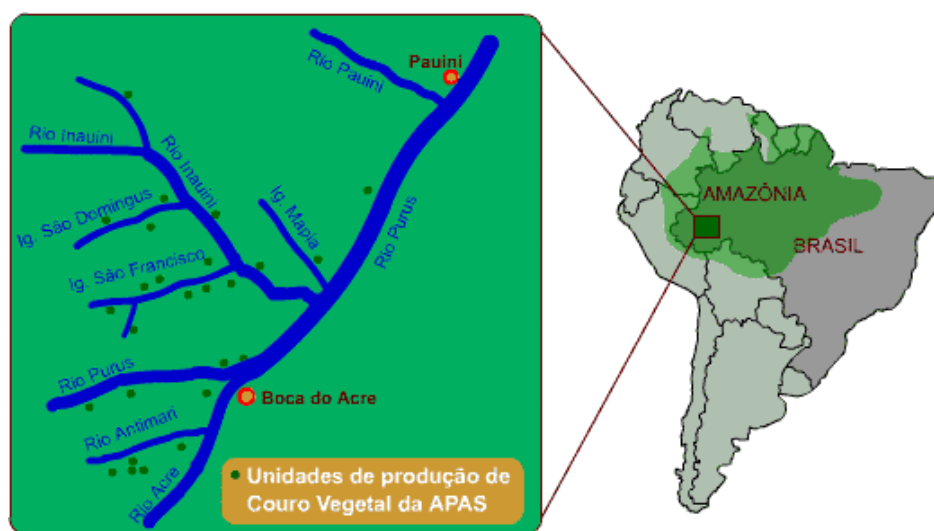 Pauini
Rio Pauini
Rio Inauini
Rio Inauini
Ig. São Domingus
Ig. Mapia
Rio Purus
Ig. São Francisco
Rio Purus
Boca do Acre
Rio Antimari
Rio Acre
Unidades de produção de
Couro Vegetal da APAS
AMAZÔNIA
BRASIL